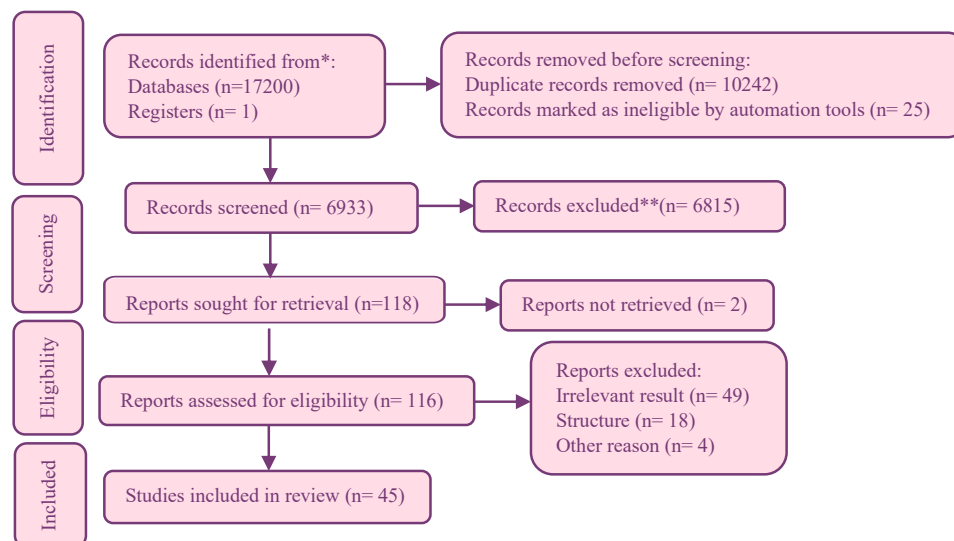 Identification
Records identified from*:
Databases (n=17200)
Registers (n= 1)
Records removed before screening:
Duplicate records removed (n= 10242)
Records marked as ineligible by automation tools (n= 25)
Screening
Records screened (n= 6933)
Records excluded**(n= 6815)
Reports sought for retrieval (n=118)
Reports not retrieved (n= 2)
Eligibility
Reports assessed for eligibility (n= 116)
Reports excluded:
Irrelevant result (n= 49)
Structure (n= 18)
Other reason (n= 4)
Included
Studies included in review (n= 45)